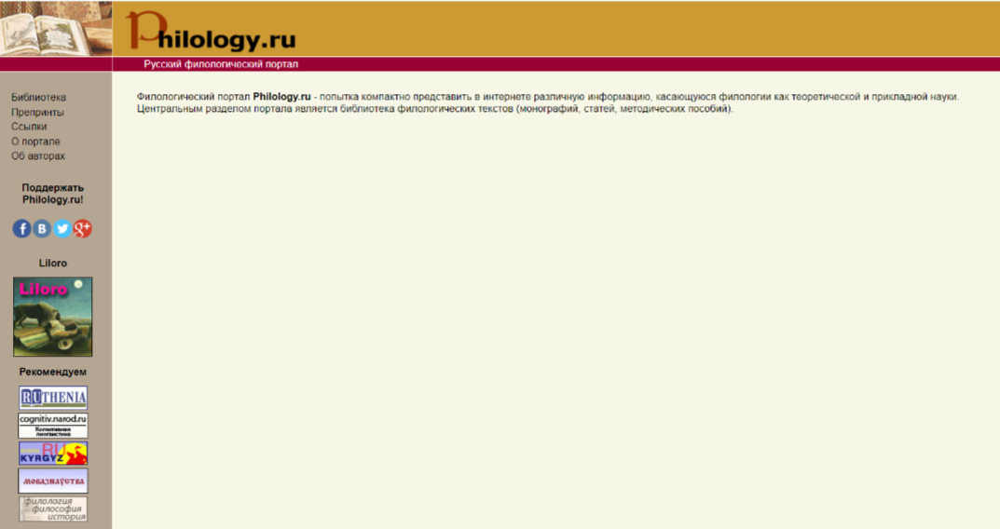 Philology.ru
Русский филологический портал
Библиотека
Препринты
Ссылки
О портале
Об авторах
Поддержать
Philology.ru!
Liloro
Liloro
Рекомендуем
RUTHENIA
cognitiv.narod.ru
Когнитивная
лингвистика
RU
KYRGYZ
мовазнаўства
филология
философия
история
Филологический портал Philology.ru - попытка компактно представить в интернете различную информацию, касающуюся филологии как теоретической и прикладной науки.
Центральным разделом портала является библиотека филологических текстов (монографий, статей, методических пособий).